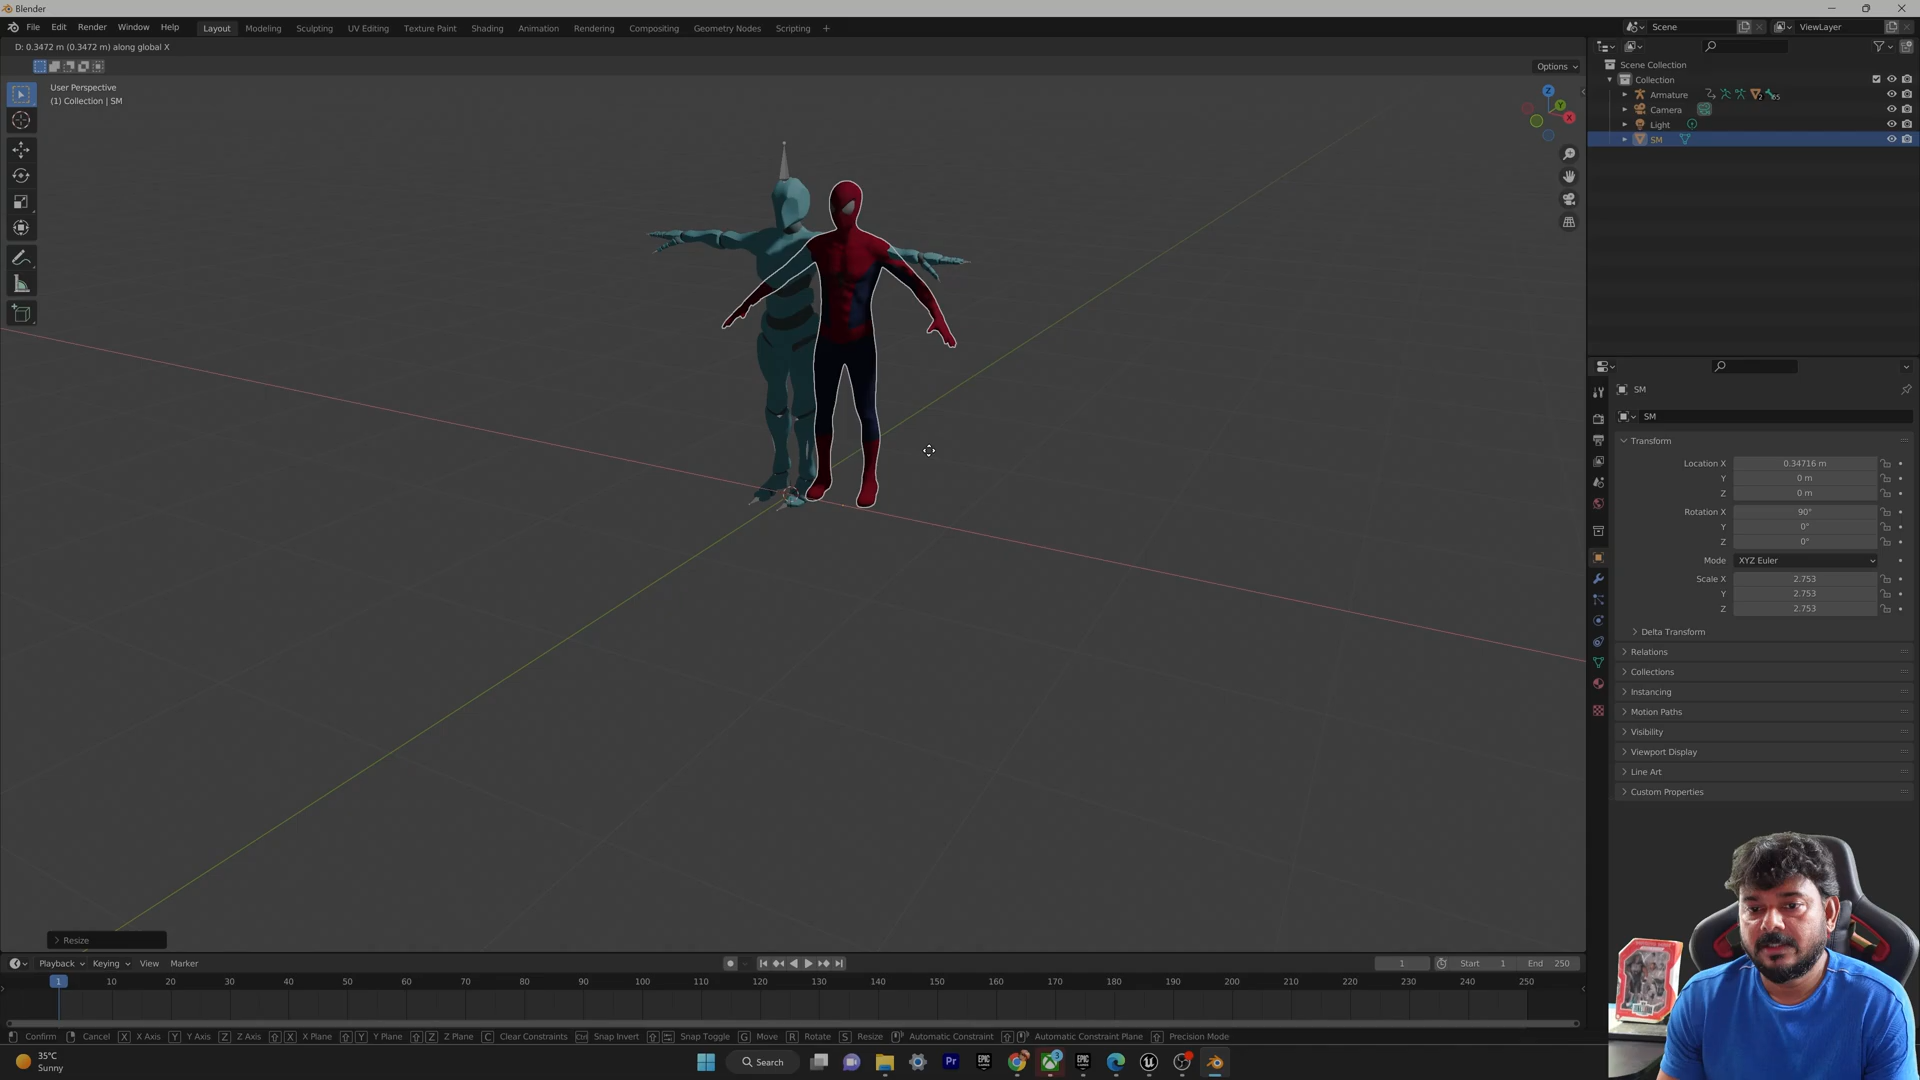 Blender
File Edit Render Window Help Layout Modeling Sculpting UV Editing Texture Paint Shading Animation Rendering Compositing Geometry Nodes Scripting + Scene ViewLayer
D: 0.3472 m (0.3472 m) along global X
Options
User Perspective
(1) Collection | SM
Z
Y
X
Scene Collection
Collection
Armature
Camera
Light
SM
SM
SM
Transform
Location X 0.34716 m
Y 0 m
Z 0 m
Rotation X 90°
Y 0°
Z 0°
Mode XYZ Euler
Scale X 2.753
Y 2.753
Z 2.753
Delta Transform
Relations
Collections
Instancing
Motion Paths
Visibility
Viewport Display
Line Art
Custom Properties
Resize
Playback Keying View Marker 1 Start 1 End 250
1 10 20 30 40 50 60 70 80 90 100 110 120 130 140 150 160 170 180 190 200 210 220 230 240 250
Confirm Cancel X X Axis Y Y Axis Z Z Axis X X Plane Y Y Plane Z Z Plane C Clear Constraints Ctrl Snap Invert Snap Toggle G Move R Rotate S Resize Automatic Constraint Automatic Constraint Plane Precision Mode
35°C
Sunny
Search
Pr
EPIC
EPIC
3